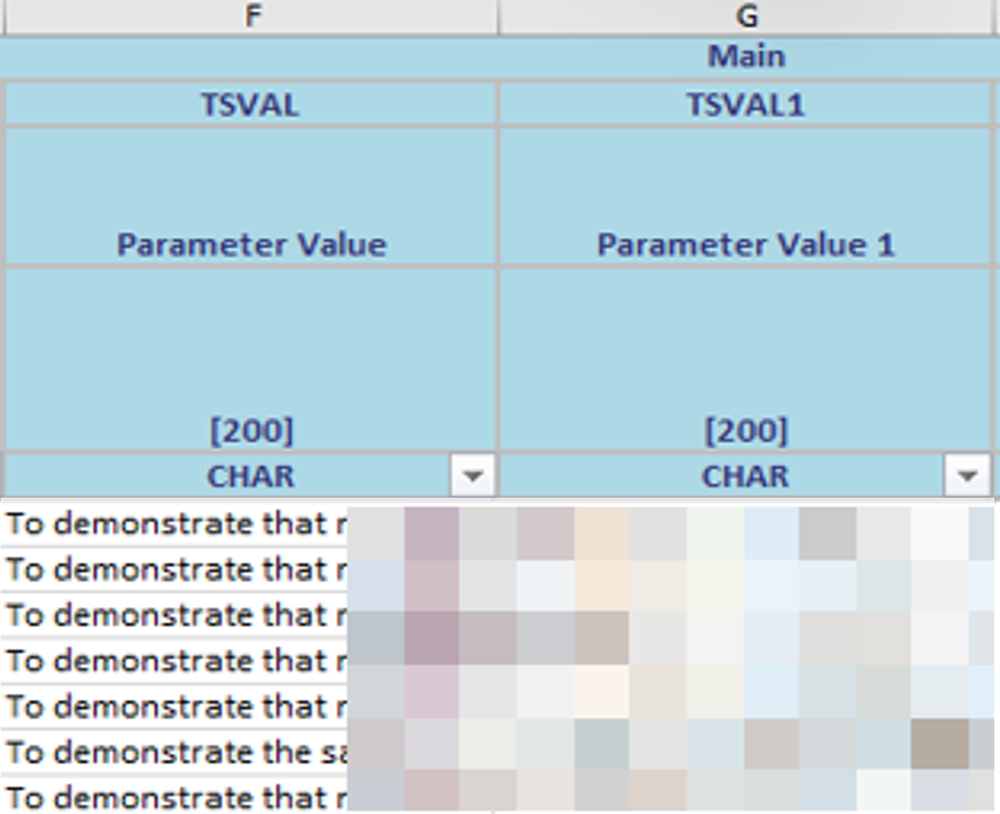 F G
Main
TSVAL TSVAL1
Parameter Value Parameter Value 1
[200] [200]
CHAR CHAR
To demonstrate that
To demonstrate that
To demonstrate that
To demonstrate that
To demonstrate that
To demonstrate the
To demonstrate that